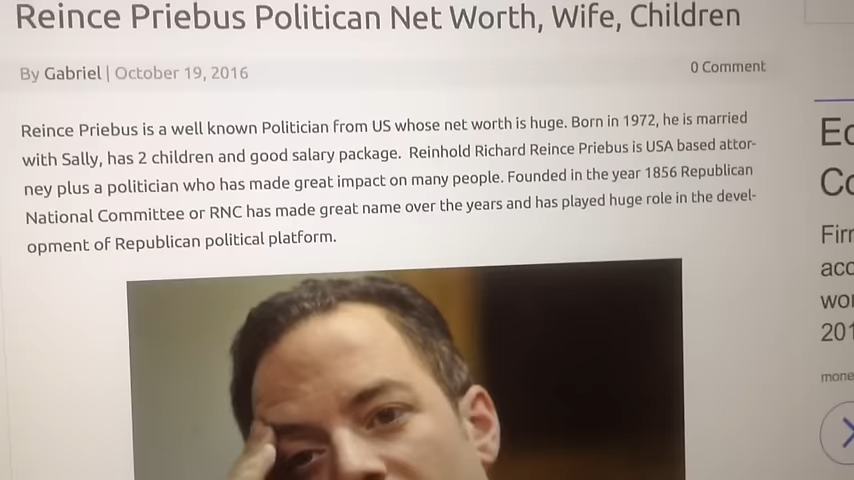 Reince Priebus Politican Net Worth, Wife, Children
By Gabriel | October 19, 2016
0 Comment
Reince Priebus is a well known Politician from US whose net worth is huge. Born in 1972, he is married
with Sally, has 2 children and good salary package. Reinhold Richard Reince Priebus is USA based attor-
ney plus a politician who has made great impact on many people. Founded in the year 1856 Republican
National Committee or RNC has made great name over the years and has played huge role in the devel-
opment of Republican political platform.